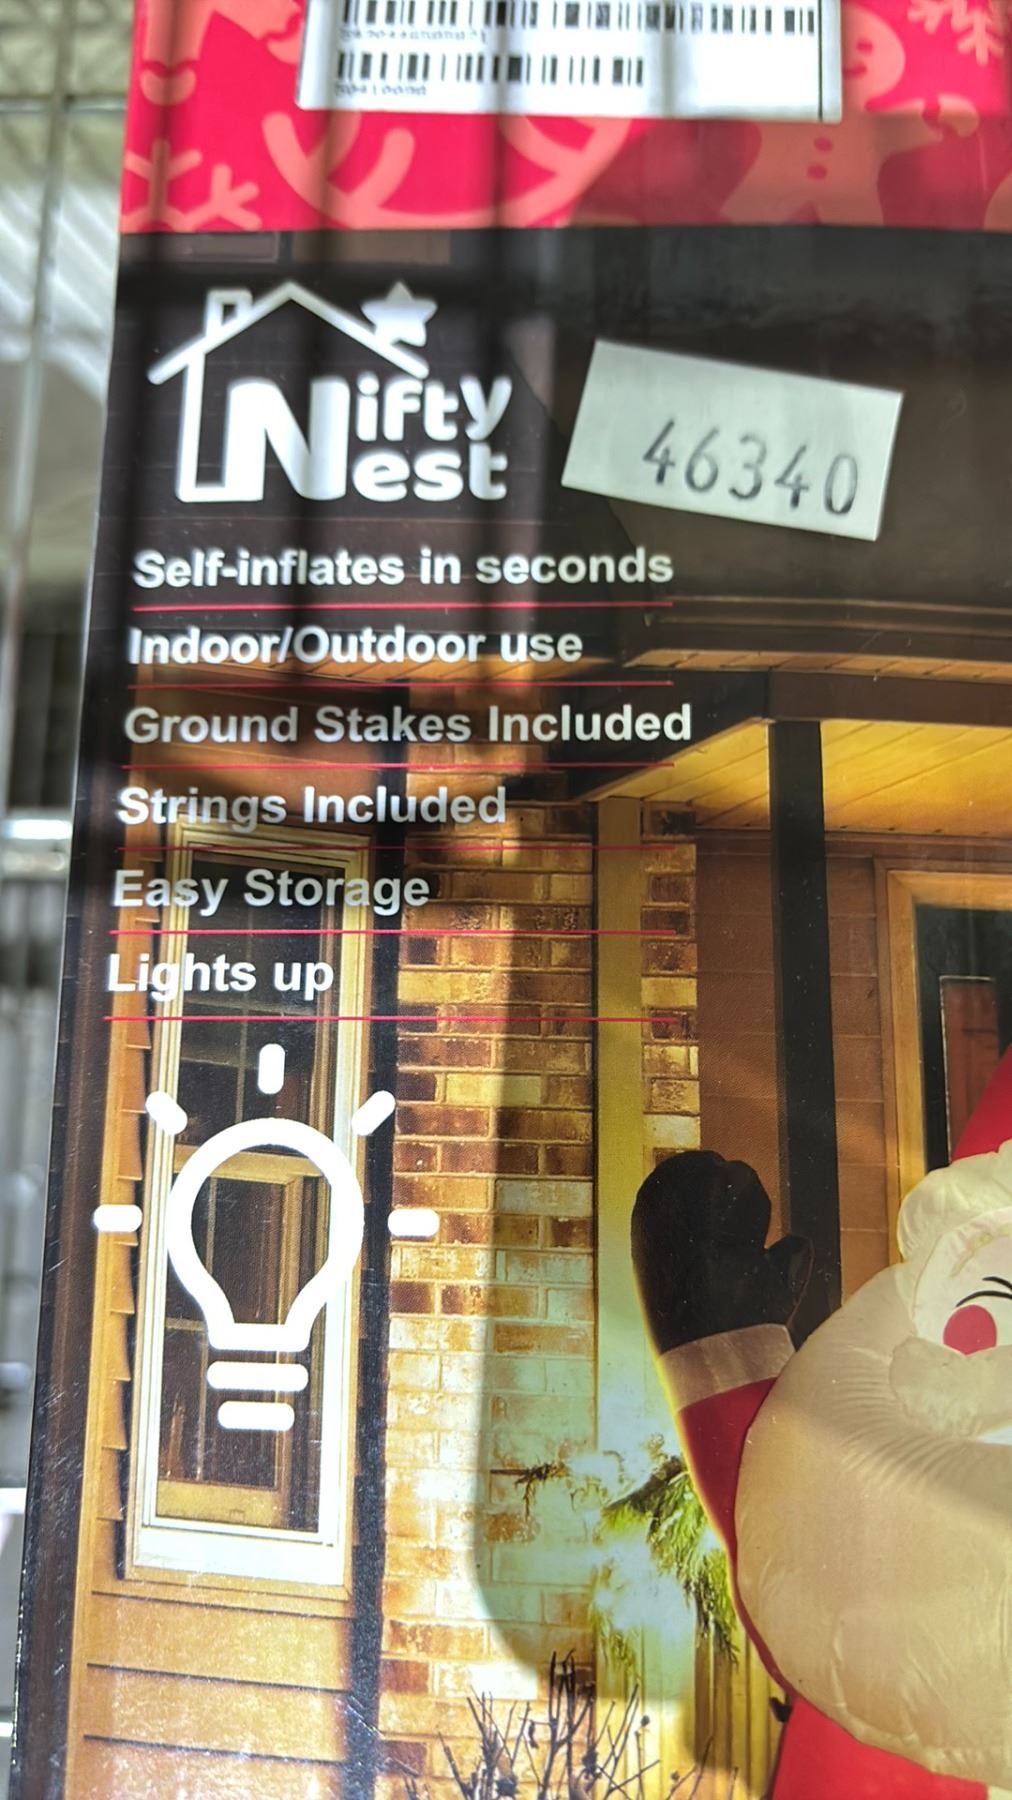 Nifty
Nest
46340
Self-inflates in seconds
Indoor/Outdoor use
Ground Stakes Included
Strings Included
Easy Storage
Lights up